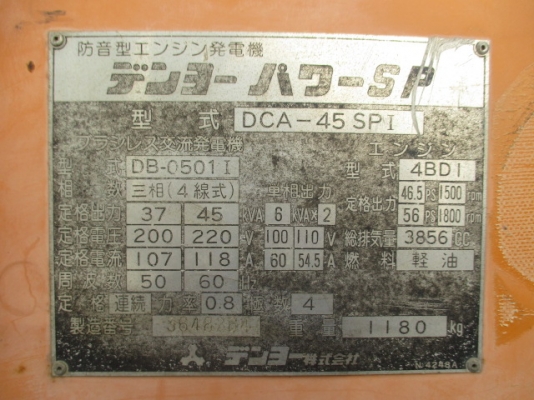 防音型エンジン発電機
デンヨーパワーSP
型式 DCA-45SPI
ブラシレス交流発電機 エンジン
型式 DB-0501I 型式 4BD1
相数 三相(4線式) 単相出力 定格出力 46.5 PS 1500 rpm
定格出力 37 45 KVA 6 KVA×2 56 PS 1800 rpm
定格電圧 200 220 V 100 110 V 総排気量 3856 CC
定格電流 107 118 A 60 54.5 A 燃料 軽油
周波数 50 60 Hz
定格 連続 力率 0.8 極数 4
製造番号 重量 1180 kg
デンヨー株式会社